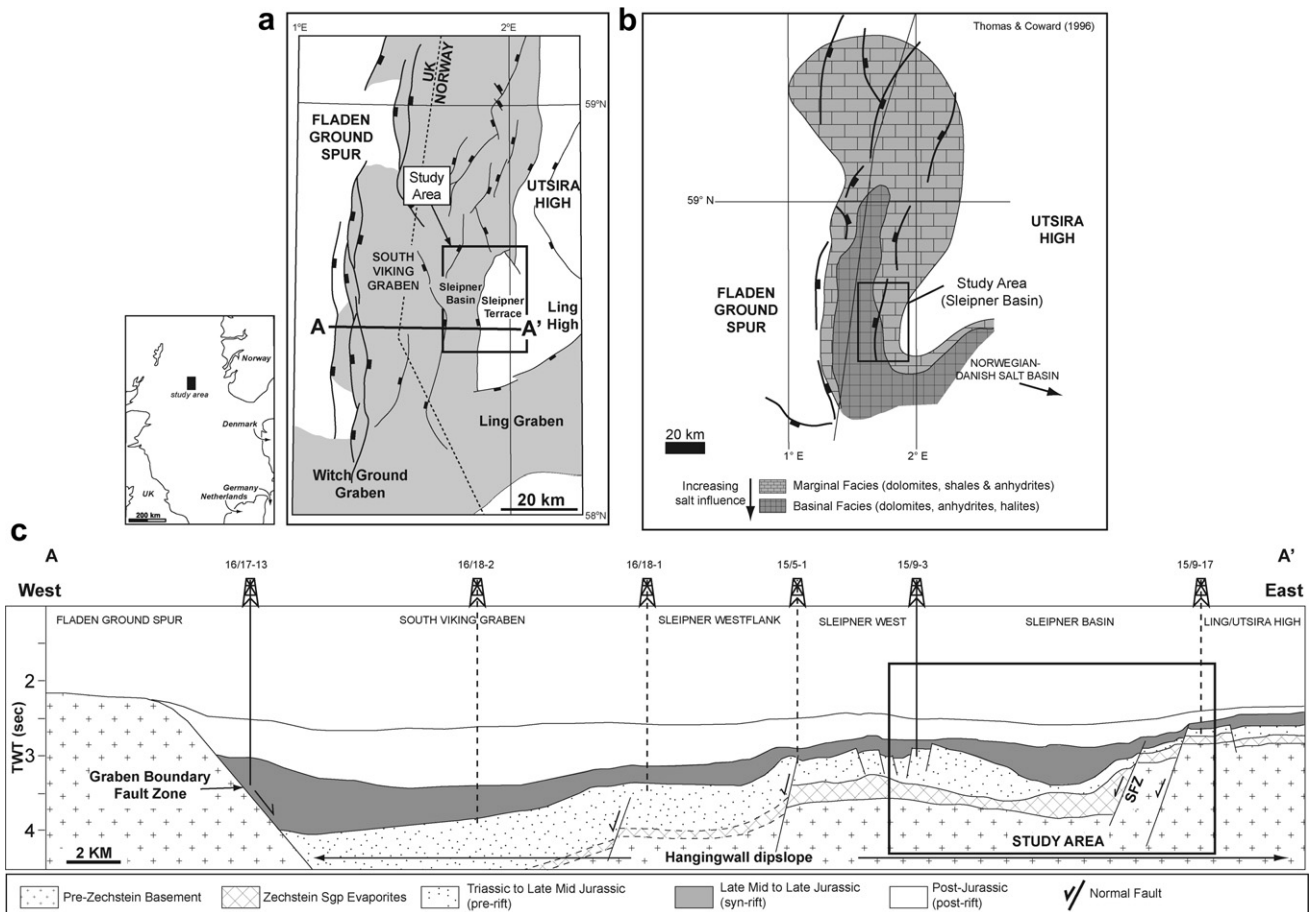 a
1°E
2°E
UK
NORWAY
59°N
FLADEN
GROUND
SPUR
Study
Area
UTSIRA
HIGH
SOUTH
VIKING
GRABEN
Sleipner
Basin
Sleipner
Terrace
Ling
High
A
A'
Ling Graben
Witch Ground
Graben
20 km
58°N
Norway
study area
Denmark
Germany
Netherlands
UK
200 km
b
Thomas & Coward (1996)
59° N
UTSIRA
HIGH
FLADEN
GROUND
SPUR
Study Area
(Sleipner Basin)
NORWEGIAN-
DANISH SALT BASIN
20 km
1° E
2° E
Increasing
salt influence
Marginal Facies (dolomites, shales & anhydrites)
Basinal Facies (dolomites, anhydrites, halites)
c
A
A'
West
16/17-13
16/18-2
16/18-1
15/5-1
15/9-3
15/9-17
East
FLADEN GROUND SPUR
SOUTH VIKING GRABEN
SLEIPNER WESTFLANK
SLEIPNER WEST
SLEIPNER BASIN
LING/UTSIRA HIGH
TWT (sec)
2
3
4
Graben Boundary
Fault Zone
SFZ
STUDY AREA
2 KM
Hangingwall dipslope
Pre-Zechstein Basement
Zechstein Sgp Evaporites
Triassic to Late Mid Jurassic
(pre-rift)
Late Mid to Late Jurassic
(syn-rift)
Post-Jurassic
(post-rift)
Normal Fault